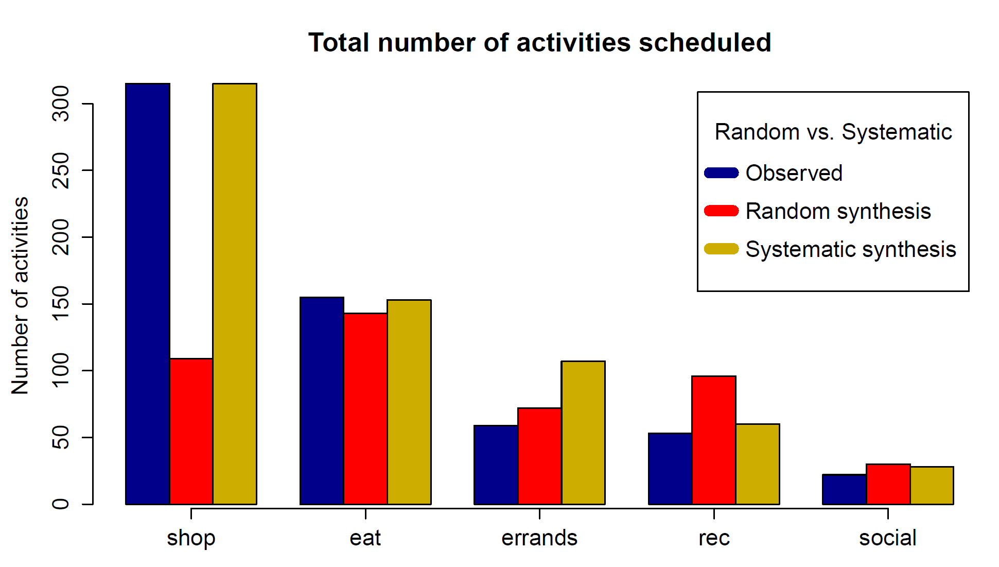 Total number of activities scheduled
Number of activities
300
250
200
150
100
50
0
Random vs. Systematic
Observed
Random synthesis
Systematic synthesis
shop
eat
errands
rec
social